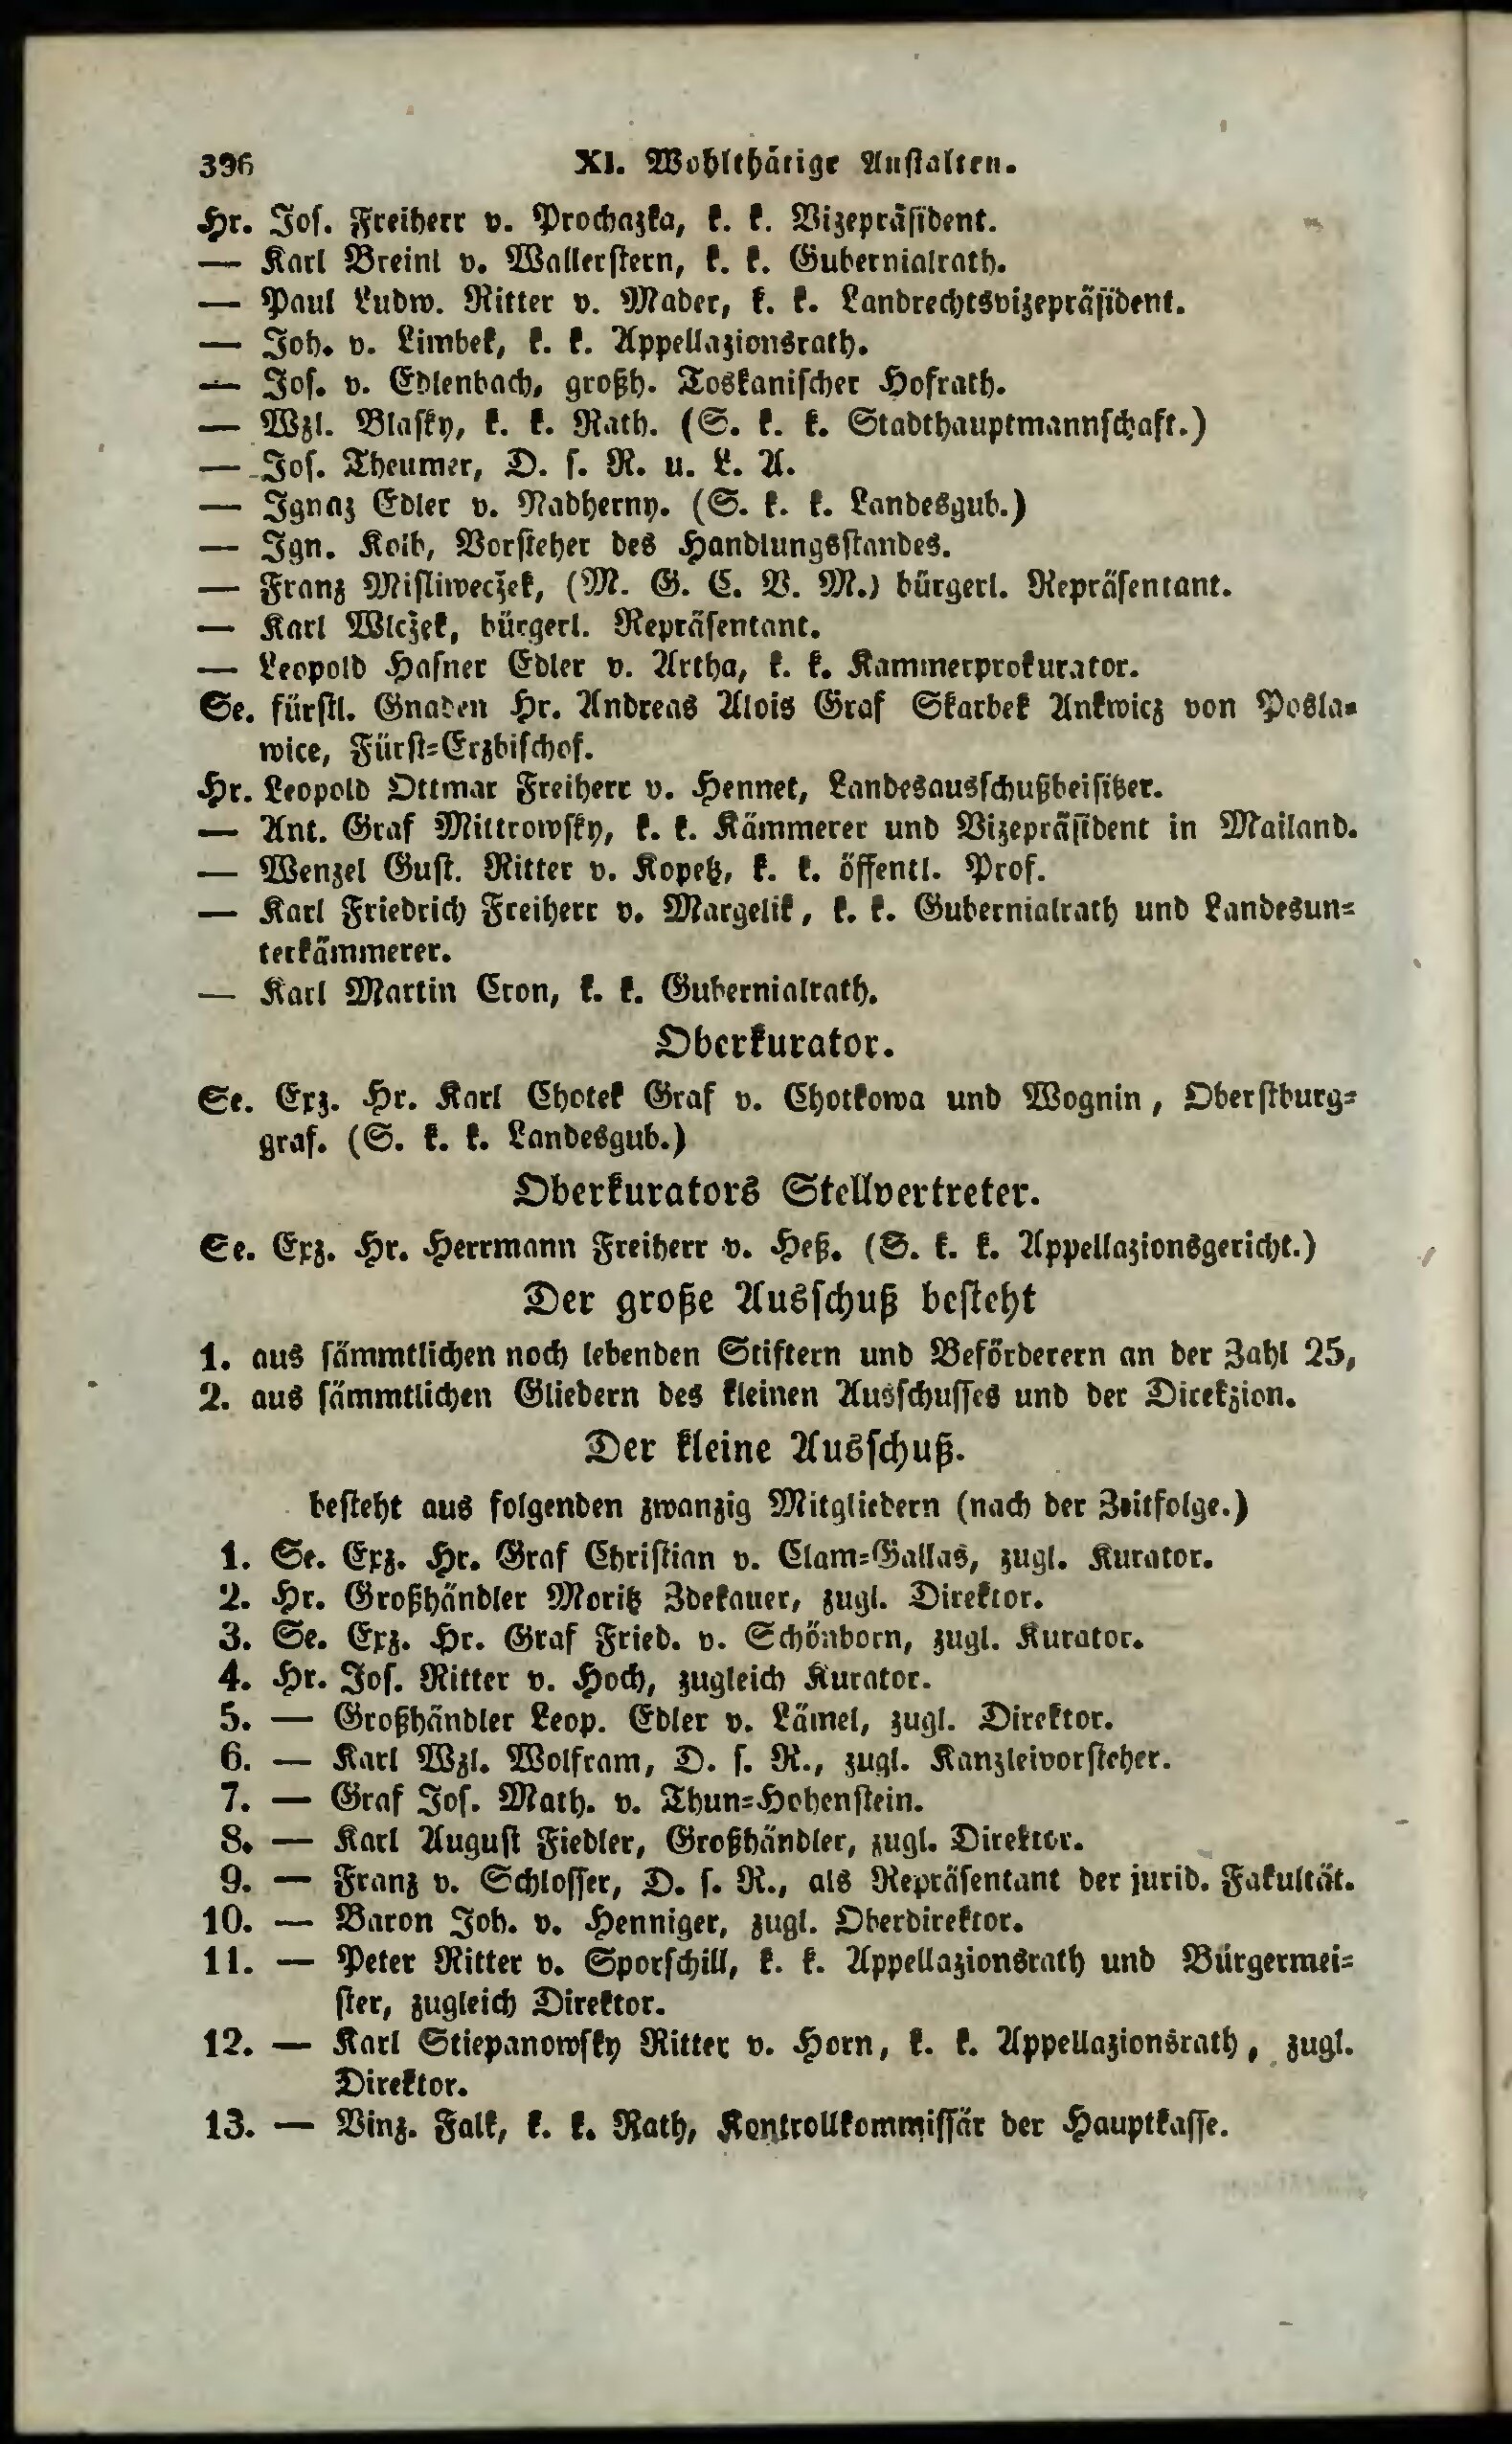 396 XI. Wohlthätige Anstalten.
Hr. Jos. Freiherr v. Prochazka, k. k. Vizepräsident.
— Karl Breinl v. Wallerstern, k. k. Gubernialrath.
— Paul Ludw. Ritter v. Mader, k. k. Landrechtsvizepräsident.
— Joh. v. Limbek, k. k. Appellazionsrath.
— Jos. v. Edlenbach, großh. Toskanischer Hofrath.
— Wzl. Blasky, k. k. Rath. (S. k. k. Stadthauptmannschaft.)
— Jos. Theumer, D. s. R. u. L. A.
— Ignaz Edler v. Nadherny. (S. k. k. Landesgub.)
— Ign. Kolb, Vorsteher des Handlungsstandes.
— Franz Misliweczek, (M. G. E. V. M.) bürgerl. Repräsentant.
— Karl Wlczek, bürgerl. Repräsentant.
— Leopold Hasner Edler v. Artha, k. k. Kammerprokurator.
Se. fürstl. Gnaden Hr. Andreas Alois Graf Skarbek Ankwicz von Posla-
wice, Fürst-Erzbischof.
Hr. Leopold Ottmar Freiherr v. Hennet, Landesausschußbeisitzer.
— Ant. Graf Mittrowsky, k. k. Kämmerer und Vizepräsident in Mailand.
— Wenzel Gust. Ritter v. Kopetz, k. k. öffentl. Prof.
— Karl Friedrich Freiherr v. Margelik, k. k. Gubernialrath und Landesun-
terkämmerer.
— Karl Martin Cron, k. k. Gubernialrath.
Oberkurator.
Se. Erz. Hr. Karl Chotek Graf v. Chotkowa und Wognin, Oberstburg-
graf. (S. k. k. Landesgub.)
Oberkurators Stellvertreter.
Se. Exz. Hr. Herrmann Freiherr v. Heß. (S. k. k. Appellazionsgericht.)
Der große Ausschuß besteht
1. aus sämmtlichen noch lebenden Stiftern und Beförderern an der Zahl 25,
2. aus sämmtlichen Gliedern des kleinen Ausschusses und der Direkzion.
Der kleine Ausschuß.
besteht aus folgenden zwanzig Mitgliedern (nach der Zeitfolge.)
1. Se. Exz. Hr. Graf Christian v. Clam-Gallas, zugl. Kurator.
2. Hr. Großhändler Moritz Zdekauer, zugl. Direktor.
3. Se. Exz. Hr. Graf Fried. v. Schönborn, zugl. Kurator.
4. Hr. Jos. Ritter v. Hoch, zugleich Kurator.
5. — Großhändler Leop. Edler v. Lämel, zugl. Direktor.
6. — Karl Wzl. Wolfram, D. s. R., zugl. Kanzleivorsteher.
7. — Graf Jos. Math. v. Thun-Hohenstein.
8. — Karl August Fiedler, Großhändler, zugl. Direktor.
9. — Franz v. Schlosser, D. s. R., als Repräsentant der jurid. Fakultät.
10. — Baron Joh. v. Henniger, zugl. Oberdirektor.
11. — Peter Ritter v. Sporschill, k. k. Appellazionsrath und Bürgermei-
ster, zugleich Direktor.
12. — Karl Stiepanowsky Ritter v. Horn, k. k. Appellazionsrath, zugl.
Direktor.
13. — Vinz. Falk, k. k. Rath, Kontrollkommissär der Hauptkasse.